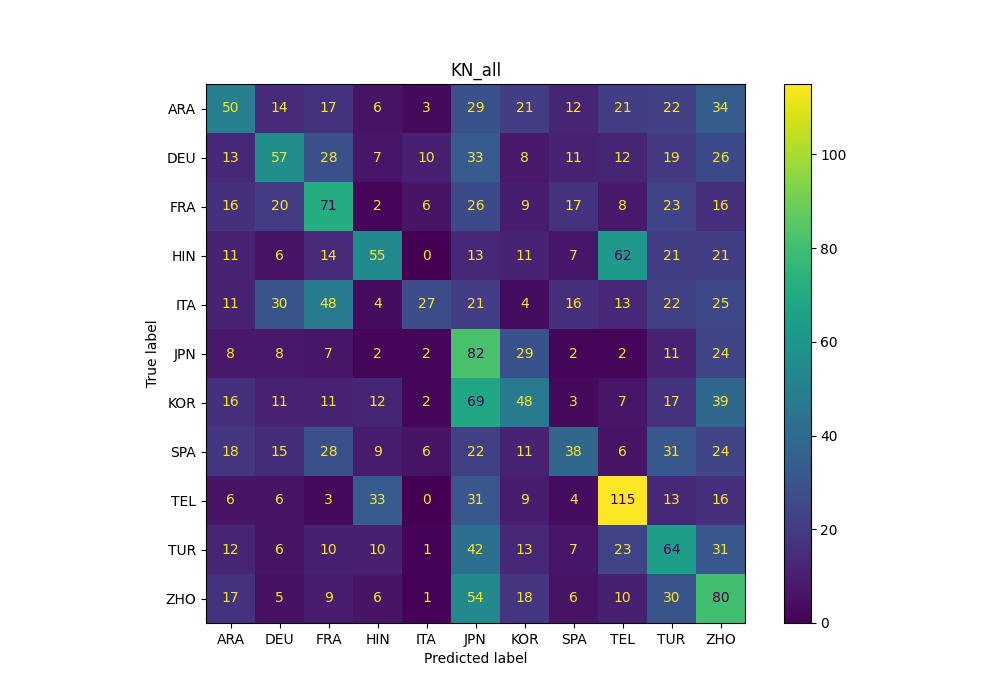 KN_all
ARA 50 14 17 6 3 29 21 12 21 22 34
DEU 13 57 28 7 10 33 8 11 12 19 26
FRA 16 20 71 2 6 26 9 17 8 23 16
HIN 11 6 14 55 0 13 11 7 62 21 21
ITA 11 30 48 4 27 21 4 16 13 22 25
JPN 8 8 7 2 2 82 29 2 2 11 24
KOR 16 11 11 12 2 69 48 3 7 17 39
SPA 18 15 28 9 6 22 11 38 6 31 24
TEL 6 6 3 33 0 31 9 4 115 13 16
TUR 12 6 10 10 1 42 13 7 23 64 31
ZHO 17 5 9 6 1 54 18 6 10 30 80
ARA DEU FRA HIN ITA JPN KOR SPA TEL TUR ZHO
Predicted label
True label
100
80
60
40
20
0